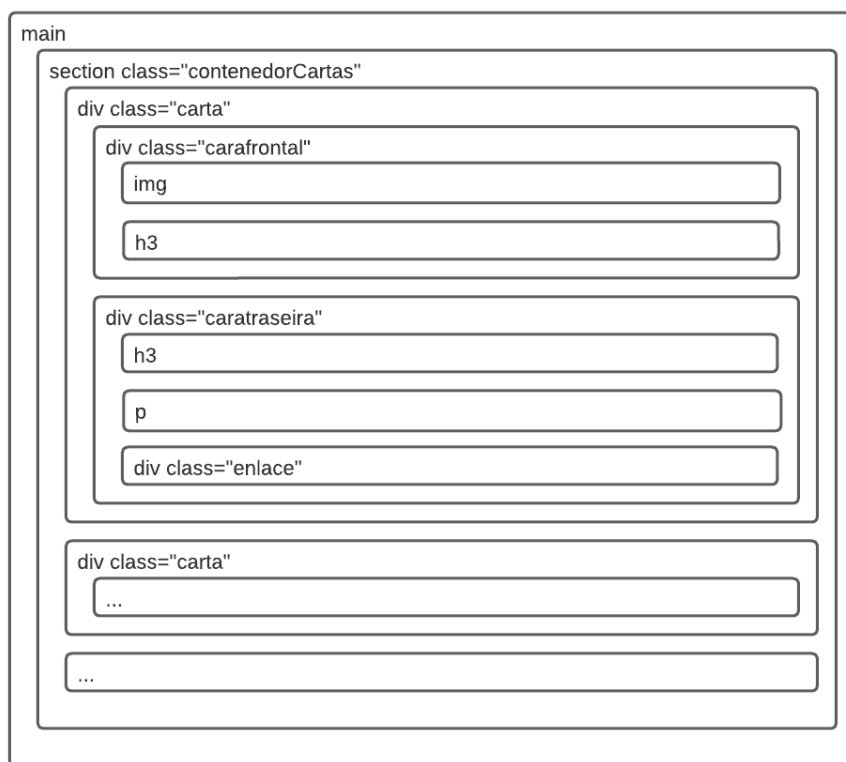 main
section class="contenedorCartas"
div class="carta"
div class="carafrontal"
img
h3
div class="caratraseira"
h3
p
div class="enlace"
div class="carta"
...
...